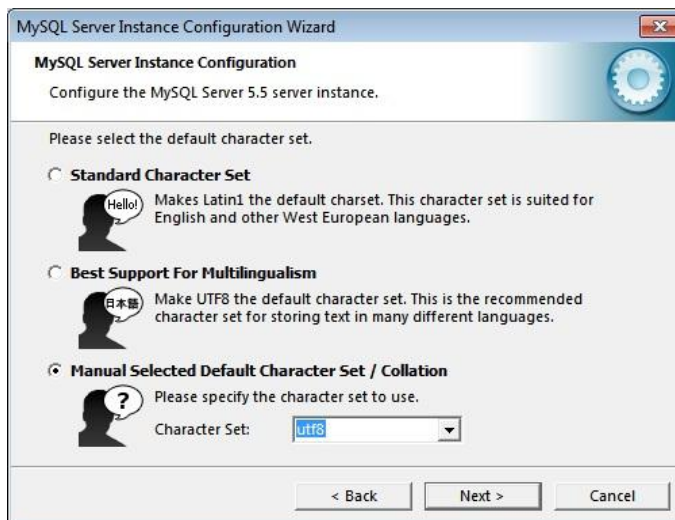 MySQL Server Instance Configuration Wizard
MySQL Server Instance Configuration
Configure the MySQL Server 5.5 server instance.
Please select the default character set.
Standard Character Set
Hello!
Makes Latin1 the default charset. This character set is suited for
English and other West European languages.
Best Support For Multilingualism
日本語
Make UTF8 the default character set. This is the recommended
character set for storing text in many different languages.
Manual Selected Default Character Set / Collation
?
Please specify the character set to use.
Character Set:
utf8
< Back
Next >
Cancel